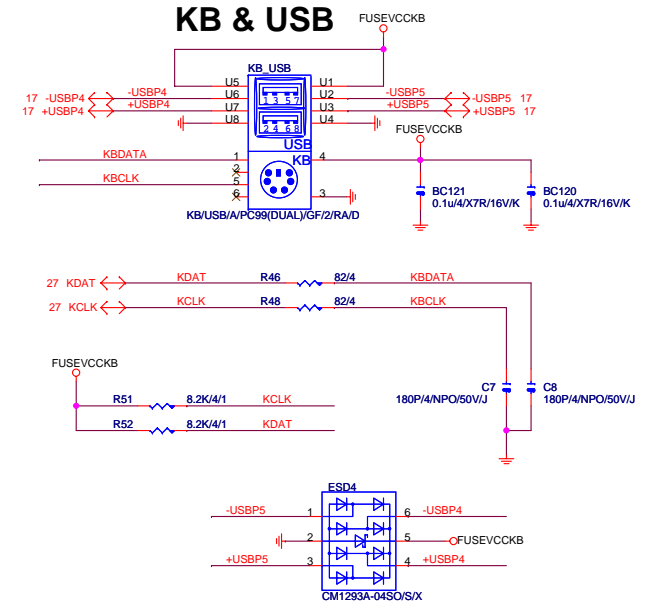 KB & USB
FUSEVCCKB
KB_USB
U5 U1
17 -USBP4 -USBP4 U6 U2 -USBP5 -USBP5 17
1 3 5 7
17 +USBP4 +USBP4 U7 U3 +USBP5 +USBP5 17
U8 U4
2 4 6 8
FUSEVCCKB
USB
KBDATA 1 KB 4
2
KBCLK 5
BC121 BC120
6 3
0.1u/4/X7R/16V/K 0.1u/4/X7R/16V/K
KB/USB/A/PC99(DUAL)/GF/2/RA/D
27 KDAT KDAT R46 82/4 KBDATA
27 KCLK KCLK R48 82/4 KBCLK
FUSEVCCKB
C7 C8
R51 8.2K/4/1 KCLK
180P/4/NPO/50V/J 180P/4/NPO/50V/J
R52 8.2K/4/1 KDAT
ESD4
-USBP5 1 6 -USBP4
2 5 FUSEVCCKB
+USBP5 3 4 +USBP4
CM1293A-04SO/S/X